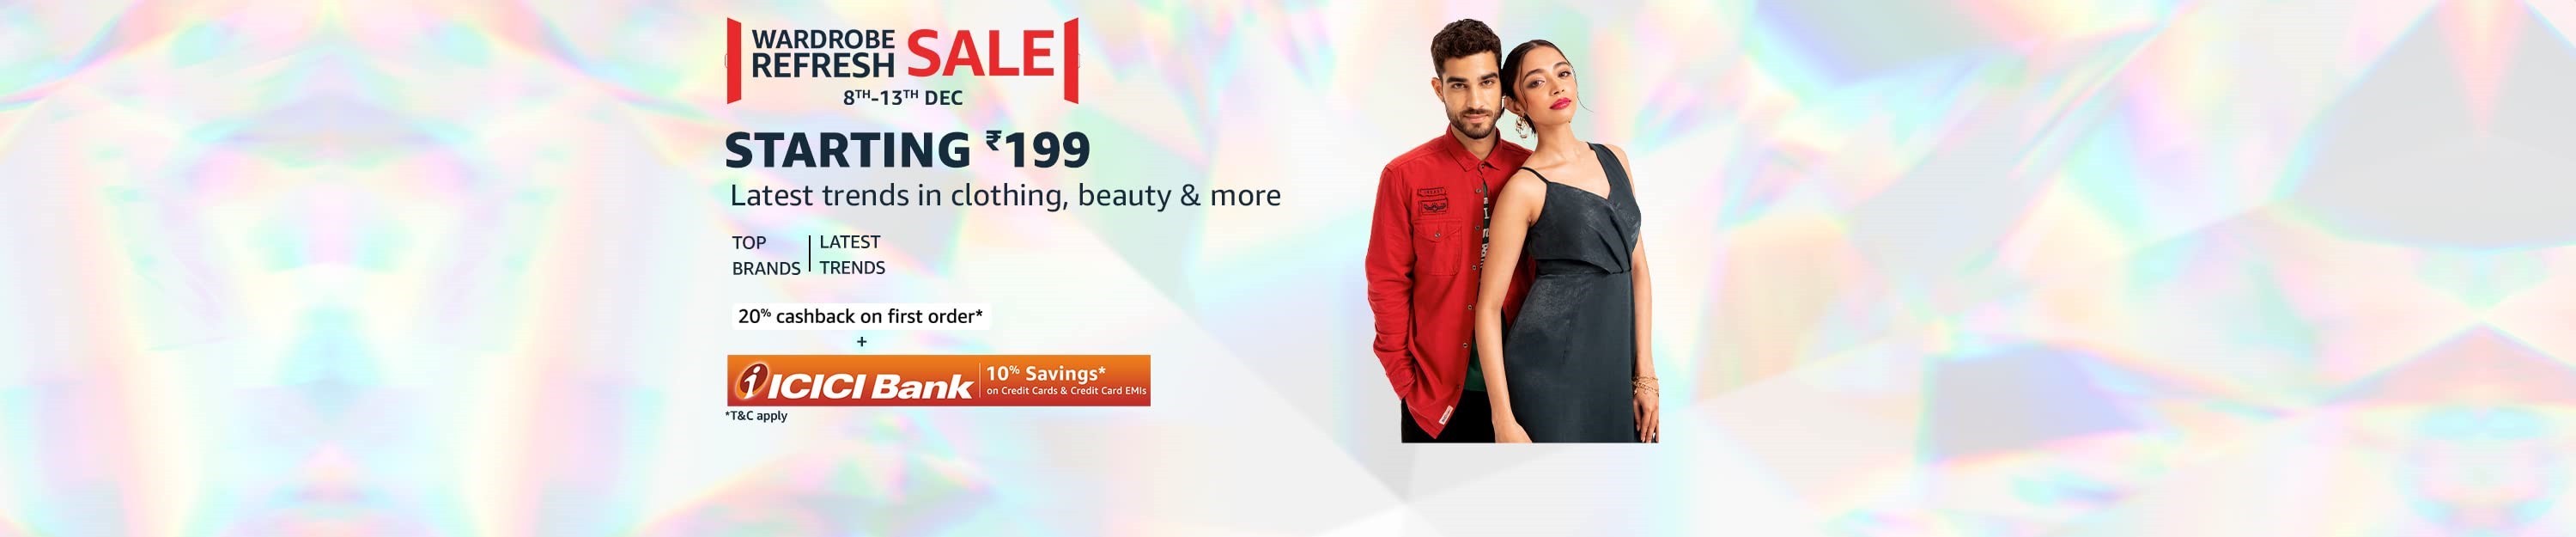 WARDROBE
REFRESH SALE
8TH-13TH DEC
STARTING ₹199
Latest trends in clothing, beauty & more
TOP
BRANDS
LATEST
TRENDS
20% cashback on first order*
+
ICICI Bank
10% Savings*
on Credit Cards & Credit Card EMIs
*T&C apply